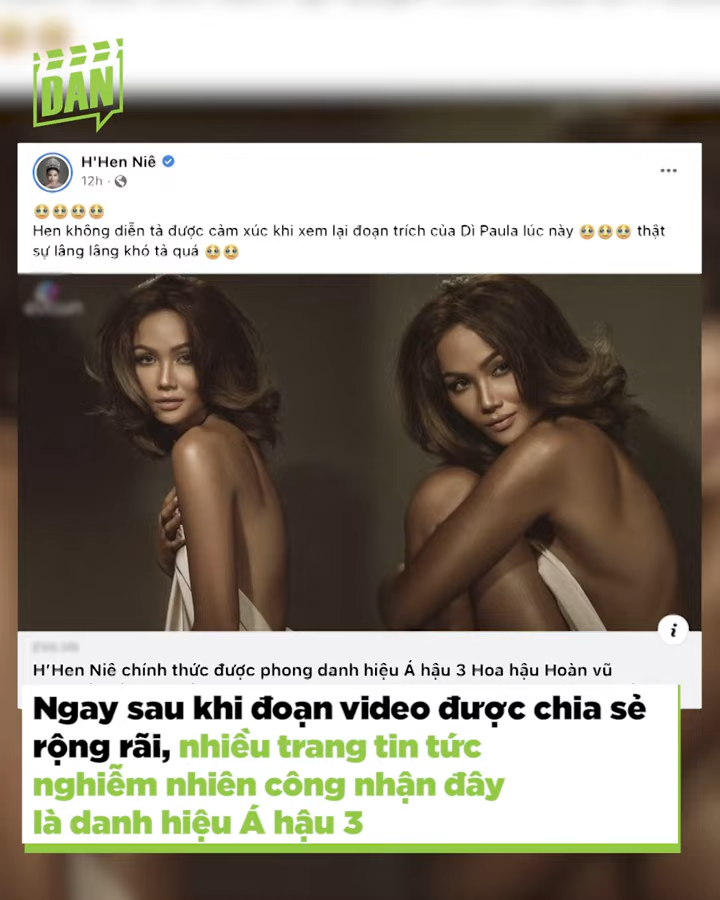 DAN
H'Hen Niê
12h
Hen không diễn tả được cảm xúc khi xem lại đoạn trích của Dì Paula lúc này thật
sự lâng lâng khó tả quá
H'Hen Niê chính thức được phong danh hiệu Á hậu 3 Hoa hậu Hoàn vũ
Ngay sau khi đoạn video được chia sẻ
rộng rãi, nhiều trang tin tức
nghiễm nhiên công nhận đây
là danh hiệu Á hậu 3